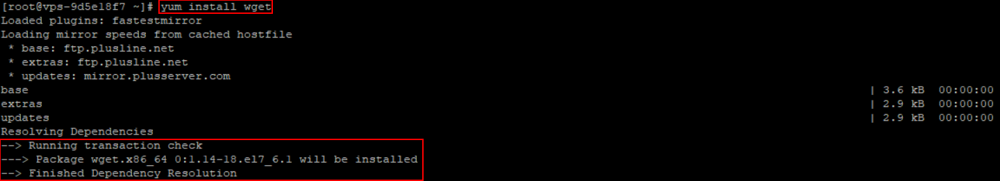 [root@vps-9d5e18f7 ~]# yum install wget
Loaded plugins: fastestmirror
Loading mirror speeds from cached hostfile
 * base: ftp.plusline.net
 * extras: ftp.plusline.net
 * updates: mirror.plusserver.com
base | 3.6 kB 00:00:00
extras | 2.9 kB 00:00:00
updates | 2.9 kB 00:00:00
Resolving Dependencies
--> Running transaction check
---> Package wget.x86_64 0:1.14-18.el7_6.1 will be installed
--> Finished Dependency Resolution